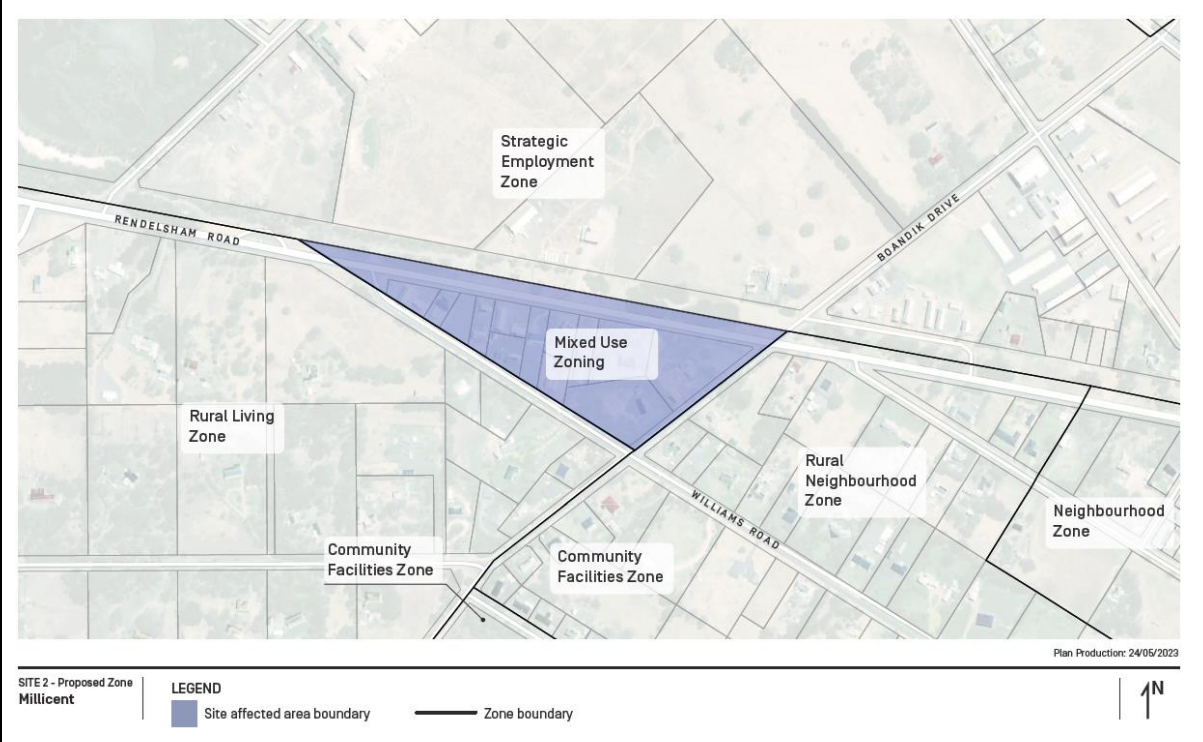 Strategic
Employment
Zone
BOANDIK DRIVE
RENDELSHAM ROAD
Mixed Use
Zoning
Rural Living
Zone
Rural
Neighbourhood
Zone
WILLIAMS ROAD
Neighbourhood
Zone
Community
Facilities Zone
Community
Facilities Zone
Plan Production: 24/05/2023
SITE 2 - Proposed Zone
Millicent
LEGEND
Site affected area boundary
Zone boundary
N